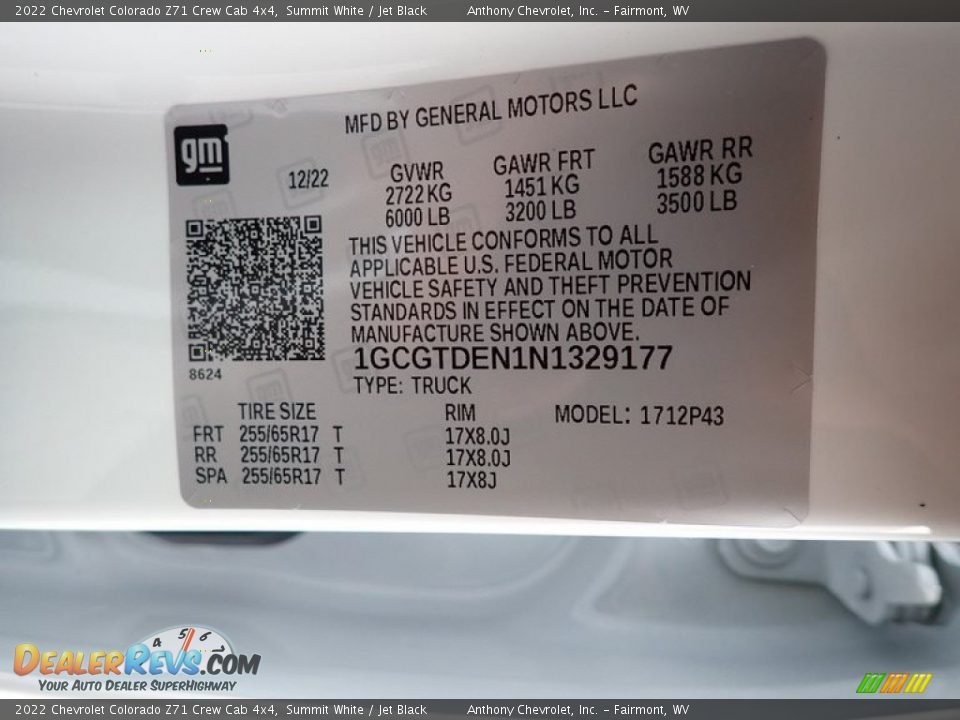 2022 Chevrolet Colorado Z71 Crew Cab 4x4, Summit White / Jet Black Anthony Chevrolet, Inc. - Fairmont, WV
MFD BY GENERAL MOTORS LLC
gm
12/22
GVWR GAWR FRT GAWR RR
2722 KG 1451 KG 1588 KG
6000 LB 3200 LB 3500 LB
THIS VEHICLE CONFORMS TO ALL
APPLICABLE U.S. FEDERAL MOTOR
VEHICLE SAFETY AND THEFT PREVENTION
STANDARDS IN EFFECT ON THE DATE OF
MANUFACTURE SHOWN ABOVE.
1GCGTDEN1N1329177
8624
TYPE: TRUCK
TIRE SIZE RIM MODEL: 1712P43
FRT 255/65R17 T 17X8.0J
RR 255/65R17 T 17X8.0J
SPA 255/65R17 T 17X8J
4 5 6
DEALERREVS.COM
YOUR AUTO DEALER SUPERHIGHWAY
2022 Chevrolet Colorado Z71 Crew Cab 4x4, Summit White / Jet Black Anthony Chevrolet, Inc. - Fairmont, WV